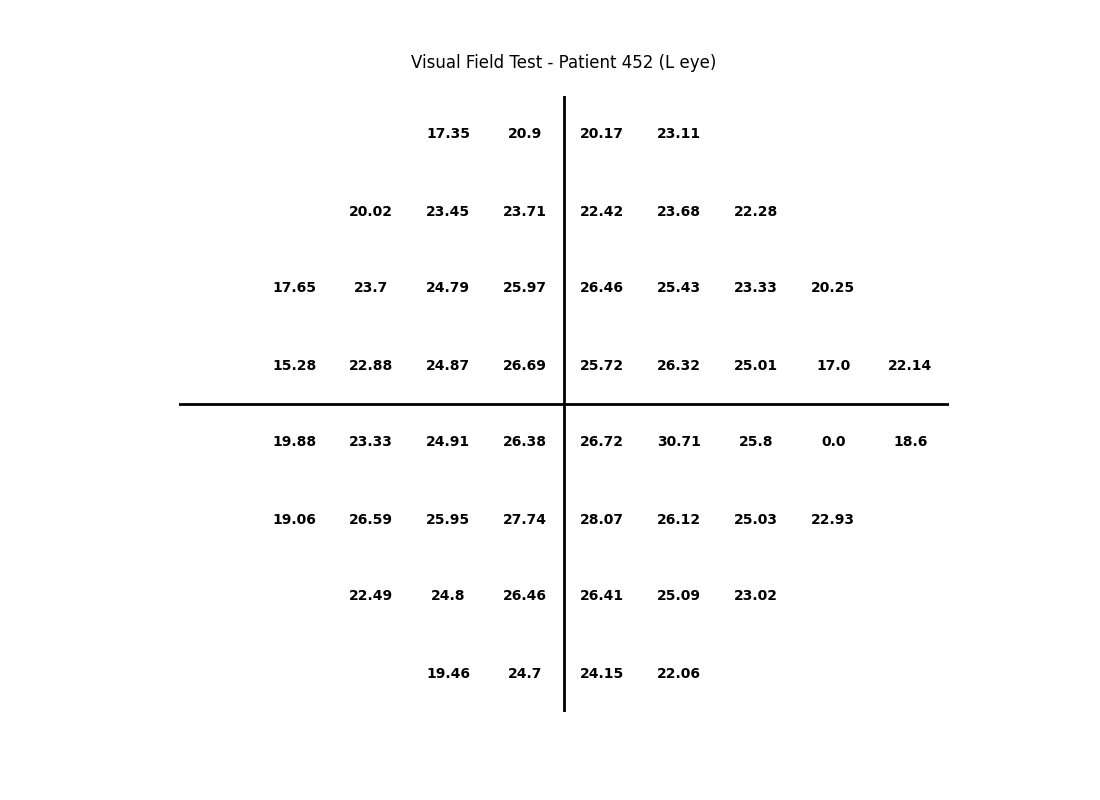 Visual Field Test - Patient 452 (L eye)
17.35 20.9 20.17 23.11
20.02 23.45 23.71 22.42 23.68 22.28
17.65 23.7 24.79 25.97 26.46 25.43 23.33 20.25
15.28 22.88 24.87 26.69 25.72 26.32 25.01 17.0 22.14
19.88 23.33 24.91 26.38 26.72 30.71 25.8 0.0 18.6
19.06 26.59 25.95 27.74 28.07 26.12 25.03 22.93
22.49 24.8 26.46 26.41 25.09 23.02
19.46 24.7 24.15 22.06